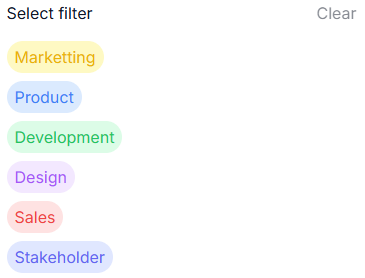 Select filter Clear
Marketting
Product
Development
Design
Sales
Stakeholder